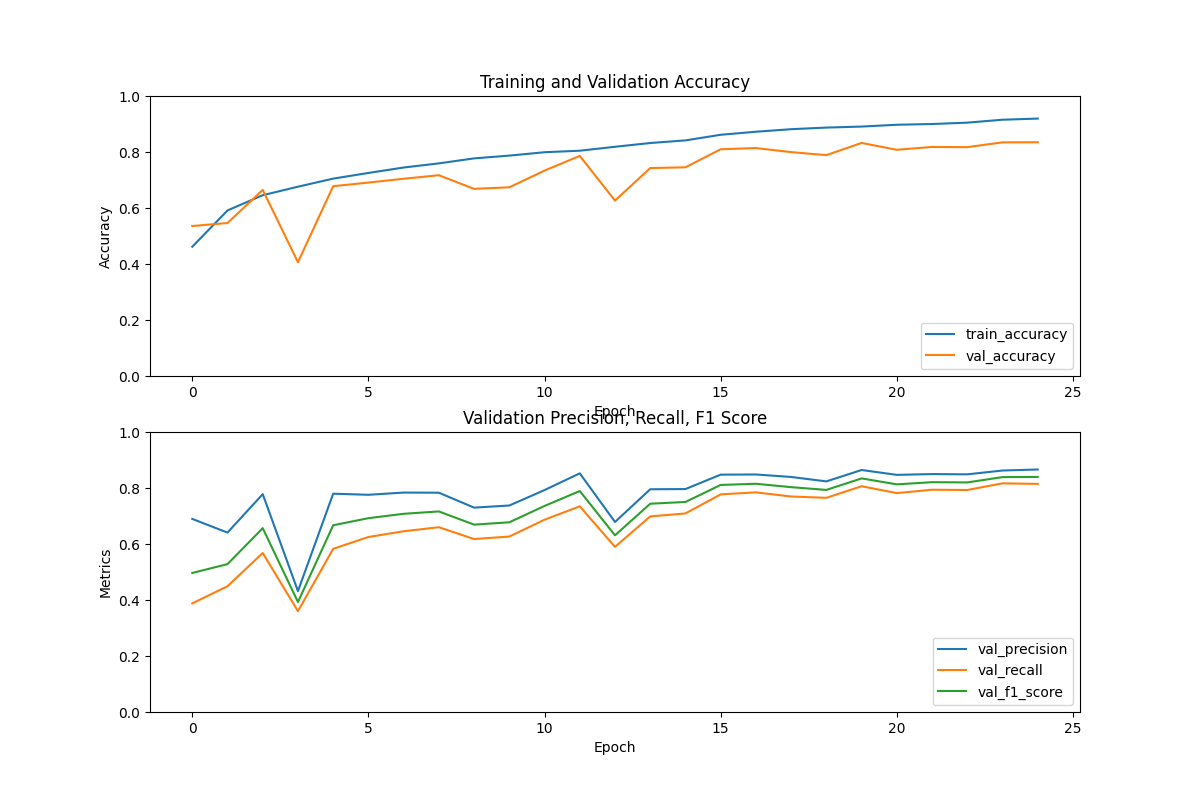 Training and Validation Accuracy
1.0
0.8
0.6
0.4
0.2
0.0
Accuracy
train_accuracy
val_accuracy
0 5 10 15 20 25
Epoch
Validation Precision, Recall, F1 Score
1.0
0.8
0.6
0.4
0.2
0.0
Metrics
val_precision
val_recall
val_f1_score
0 5 10 15 20 25
Epoch